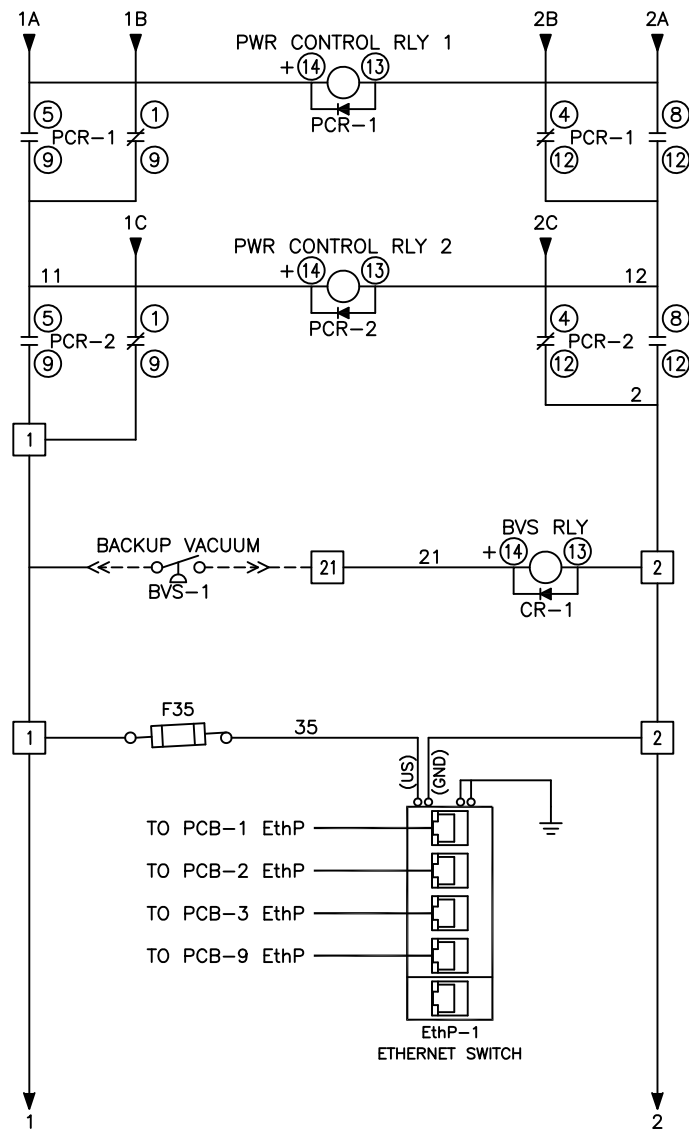 1A 1B 2B 2A
PWR CONTROL RLY 1
+ 14 13
PCR-1
5 1 4 8
PCR-1 PCR-1
9 9 12 12
1C 2C
PWR CONTROL RLY 2
11 + 14 13 12
PCR-2
5 1 4 8
PCR-2 PCR-2
9 9 12 12
2
1
BACKUP VACUUM BVS RLY
+ 14 13
21 21 2
BVS-1 CR-1
F35
1 35 2
(US) (GND)
TO PCB-1 EthP
TO PCB-2 EthP
TO PCB-3 EthP
TO PCB-9 EthP
EthP-1
ETHERNET SWITCH
1 2